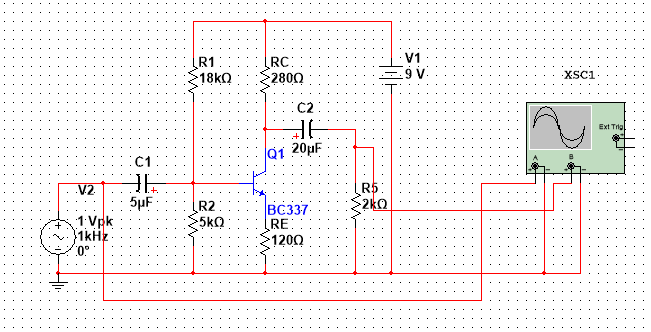 R1
18kΩ
RC
280Ω
V1
9 V
XSC1
Ext Trig
+
-
A
B
+ - + -
C2
+
20µF
Q1
C1
+
5µF
V2
1 Vpk
1kHz
0°
R2
5kΩ
BC337
RE
120Ω
R5
2kΩ